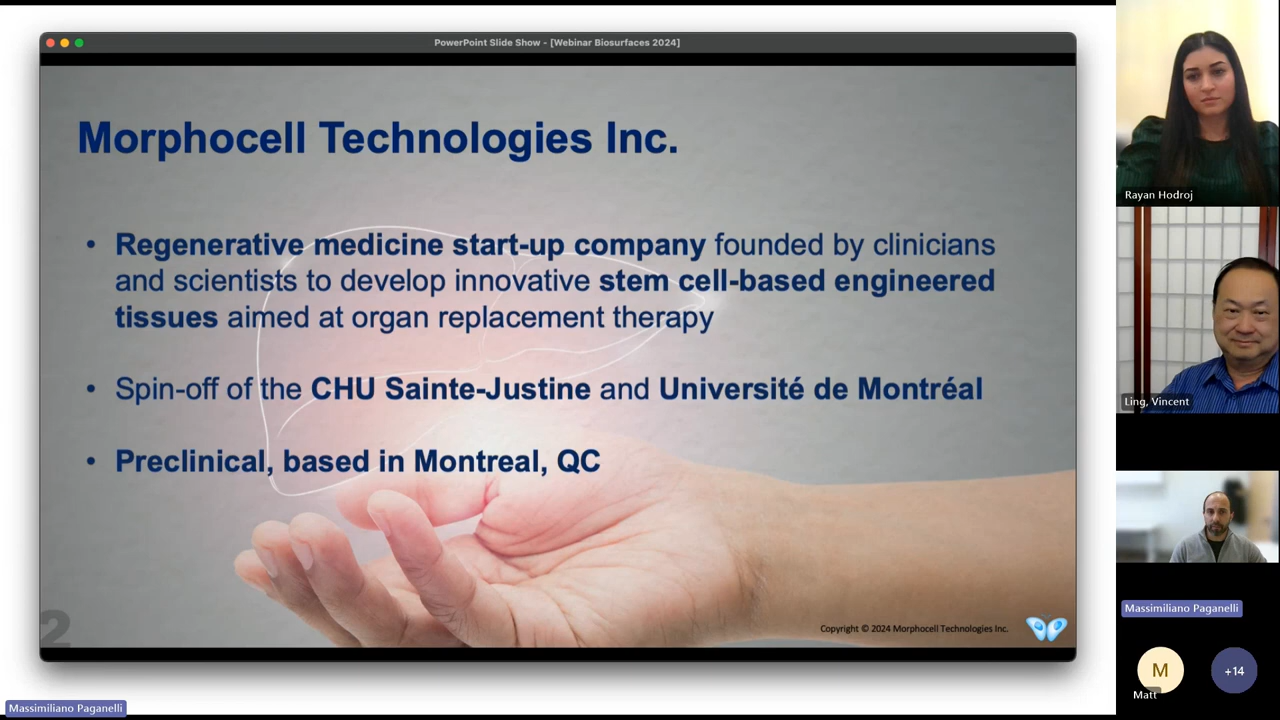 PowerPoint Slide Show - [Webinar Biosurfaces 2024]
Morphocell Technologies Inc.
• Regenerative medicine start-up company founded by clinicians
and scientists to develop innovative stem cell-based engineered
tissues aimed at organ replacement therapy
• Spin-off of the CHU Sainte-Justine and Université de Montréal
• Preclinical, based in Montreal, QC
2
Copyright © 2024 Morphocell Technologies Inc.
Massimiliano Paganelli
Rayan Hodroj
Ling, Vincent
Massimiliano Paganelli
M
Matt
+14